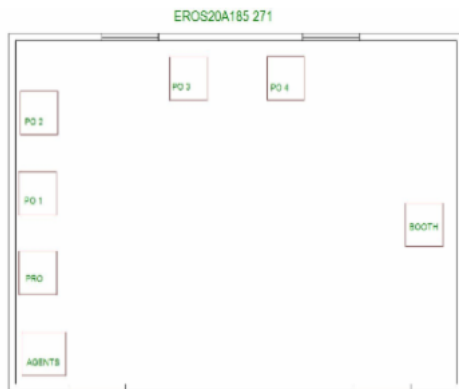 EROS20A185 271
PO 3
PO 4
PO 2
PO 1
BOOTH
PRO
AGENTS